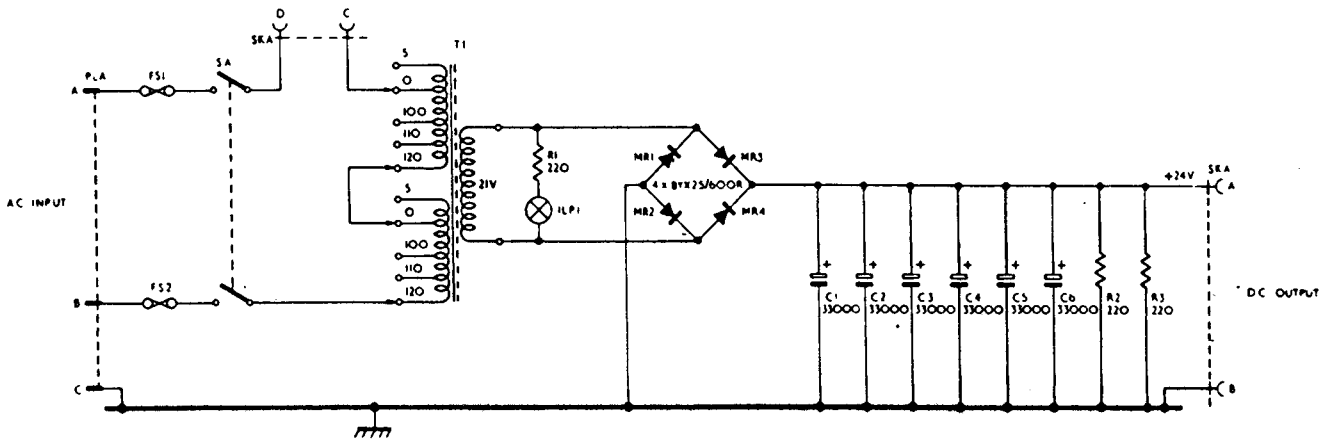 D C
SKA
T1
PLA FS1 SA
A
S
0
100
110
120
S
0
100
110
120
21V
R1
220
ILP1
MR1 MR3
4 x BYX25/600R
MR2 MR4
+24V SKA
A
AC INPUT
FS2
B
C1
33000
C2
33000
C3
33000
C4
33000
C5
33000
C6
33000
R2
220
R3
220
DC OUTPUT
C
B
+ + + + + +